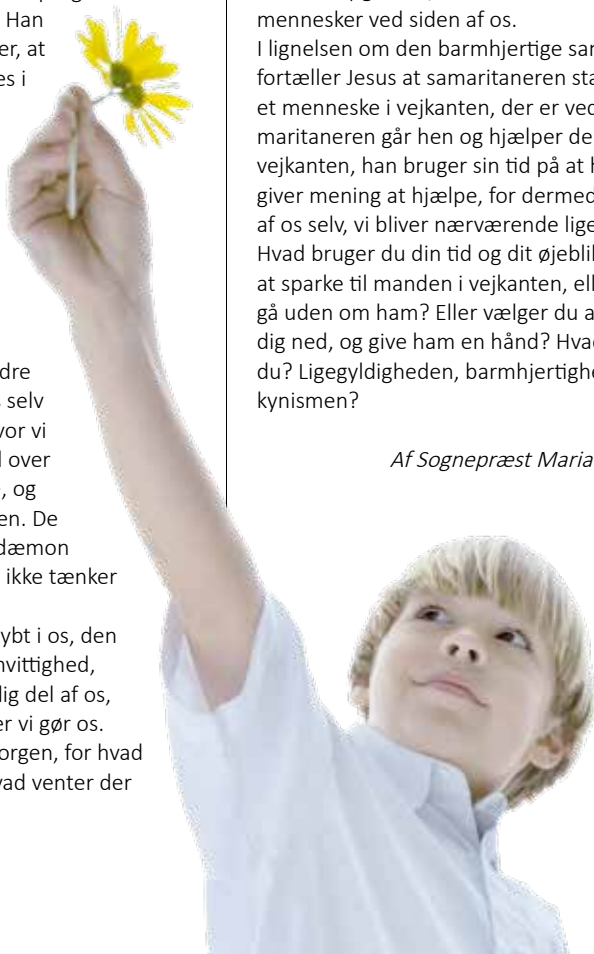 Han
er, at
es i
dre
selv
vor vi
l over
, og
en. De
dæmon
ikke tænker
ybt i os, den
nvittighed,
lig del af os,
er vi gør os.
orgen, for hvad
vad venter der
mennesker ved siden af os.
I lignelsen om den barmhjertige sar
fortæller Jesus at samaritaneren sta
et menneske i vejkanten, der er ved
maritaneren går hen og hjælper de
vejkanten, han bruger sin tid på at h
giver mening at hjælpe, for dermed
af os selv, vi bliver nærværende lige
Hvad bruger du din tid og dit øjeblik
at sparke til manden i vejkanten, ell
gå uden om ham? Eller vælger du a
dig ned, og give ham en hånd? Hva
du? Ligegyldigheden, barmhjertighe
kynismen?
Af Sognepræst Maria